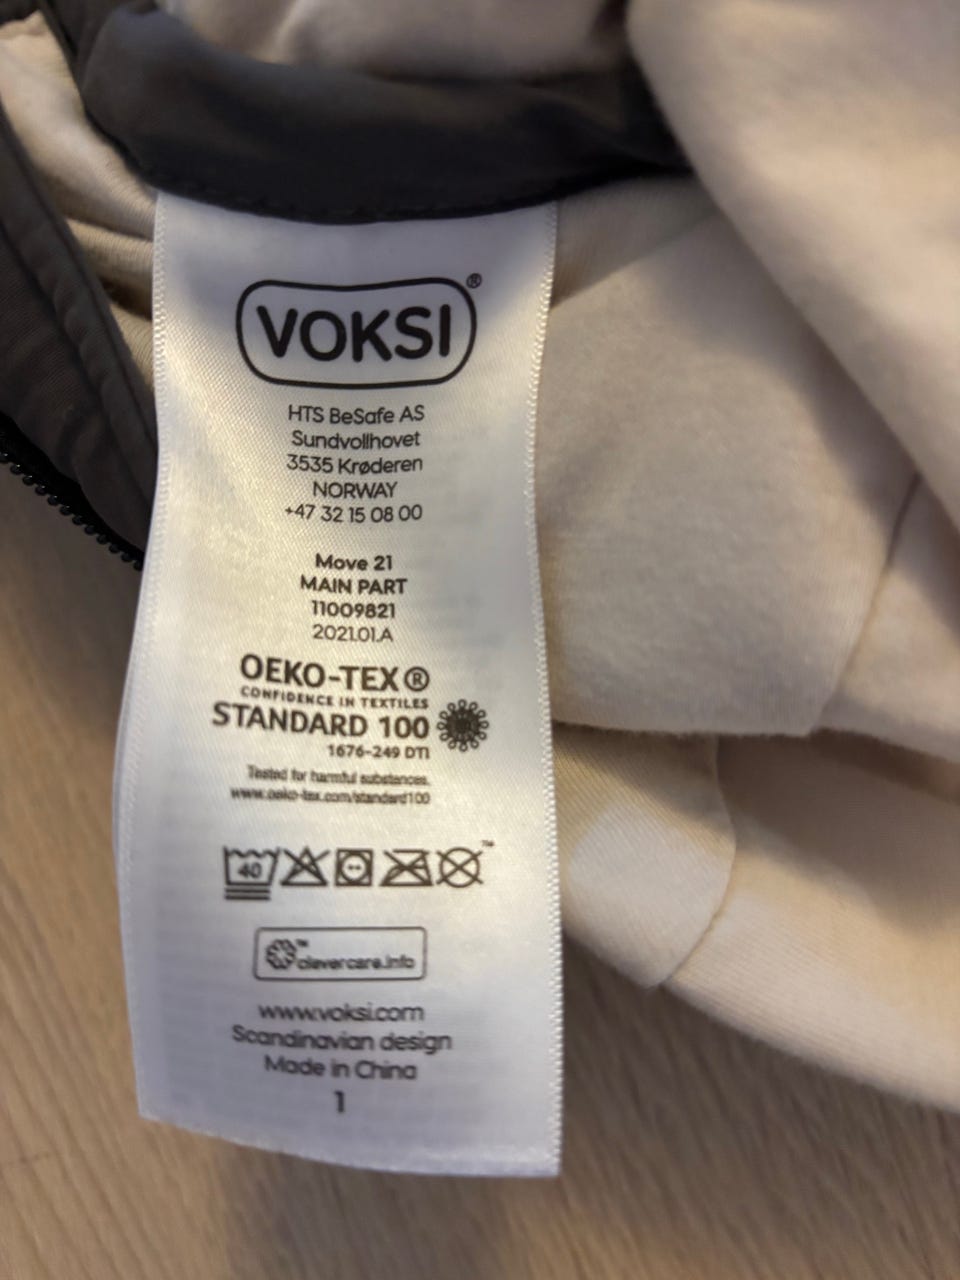 VOKSI®
HTS BeSafe AS
Sundvollhovet
3535 Krøderen
NORWAY
+47 32 15 08 00
Move 21
MAIN PART
11009821
2021.01.A
OEKO-TEX®
CONFIDENCE IN TEXTILES
STANDARD 100
1676-249 DTI
Tested for harmful substances.
www.oeko-tex.com/standard100
40 ™
™ clevercare.info
www.voksi.com
Scandinavian design
Made in China
1